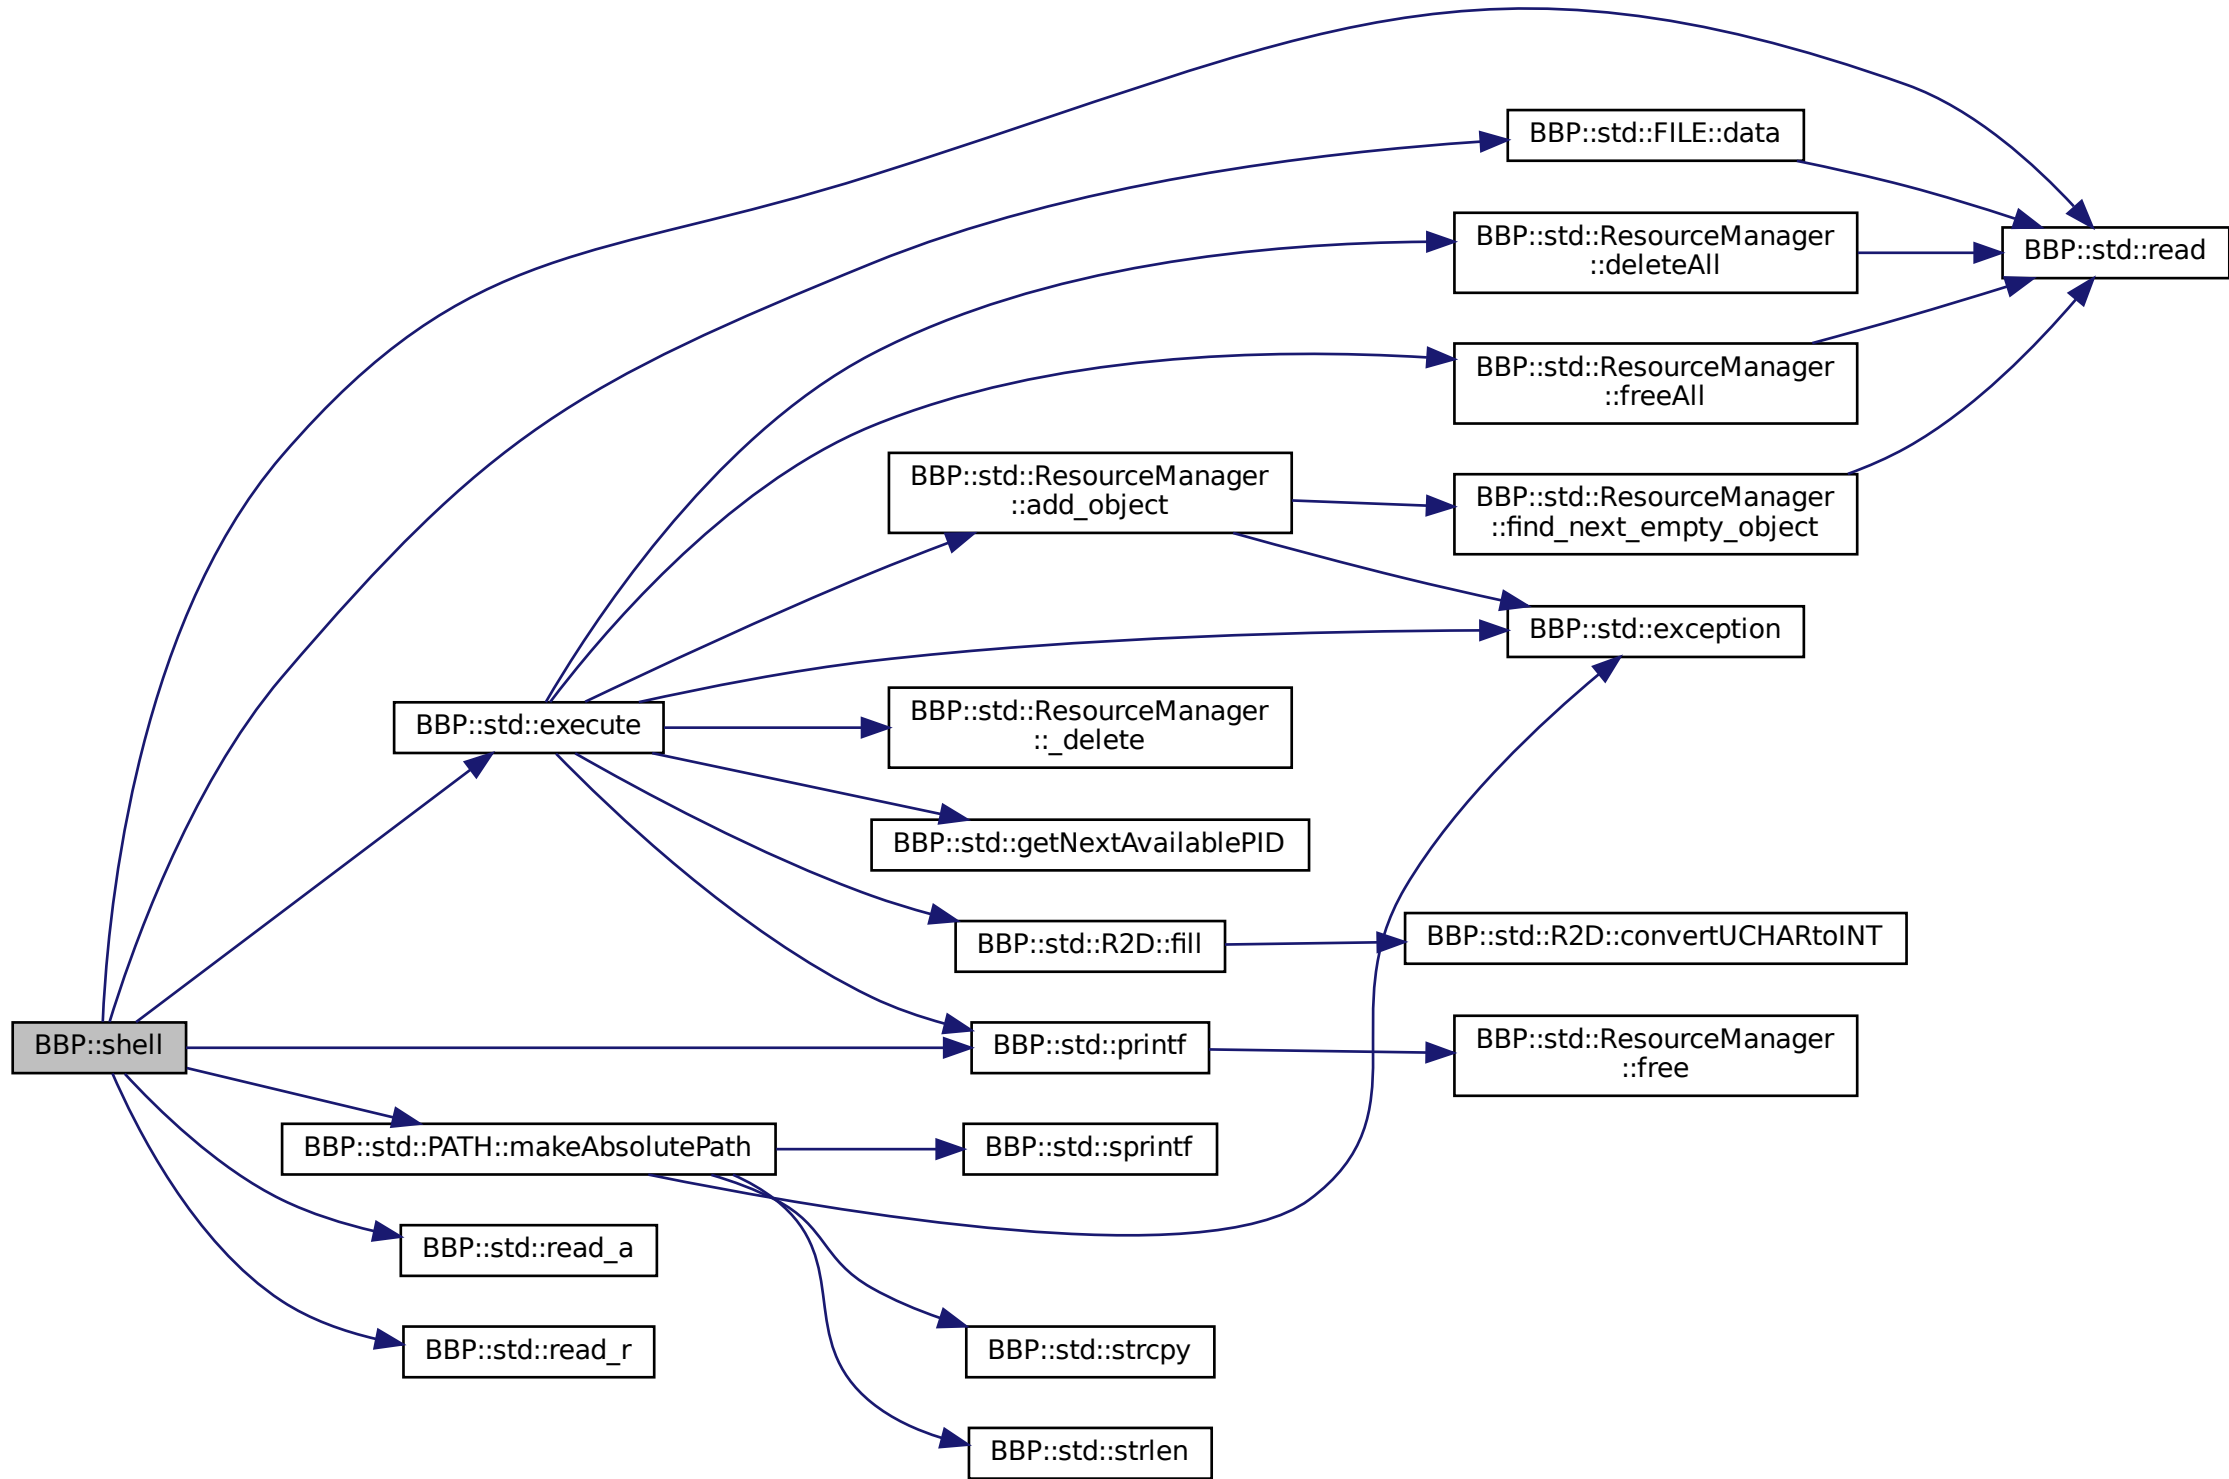 BBP::std::FILE::data
BBP::std::ResourceManager
::deleteAll
BBP::std::read
BBP::std::ResourceManager
::freeAll
BBP::std::ResourceManager
::add_object
BBP::std::ResourceManager
::find_next_empty_object
BBP::std::exception
BBP::std::execute
BBP::std::ResourceManager
::_delete
BBP::std::getNextAvailablePID
BBP::std::R2D::fill
BBP::std::R2D::convertUCHARtoINT
BBP::shell
BBP::std::printf
BBP::std::ResourceManager
::free
BBP::std::PATH::makeAbsolutePath
BBP::std::sprintf
BBP::std::read_a
BBP::std::read_r
BBP::std::strcpy
BBP::std::strlen